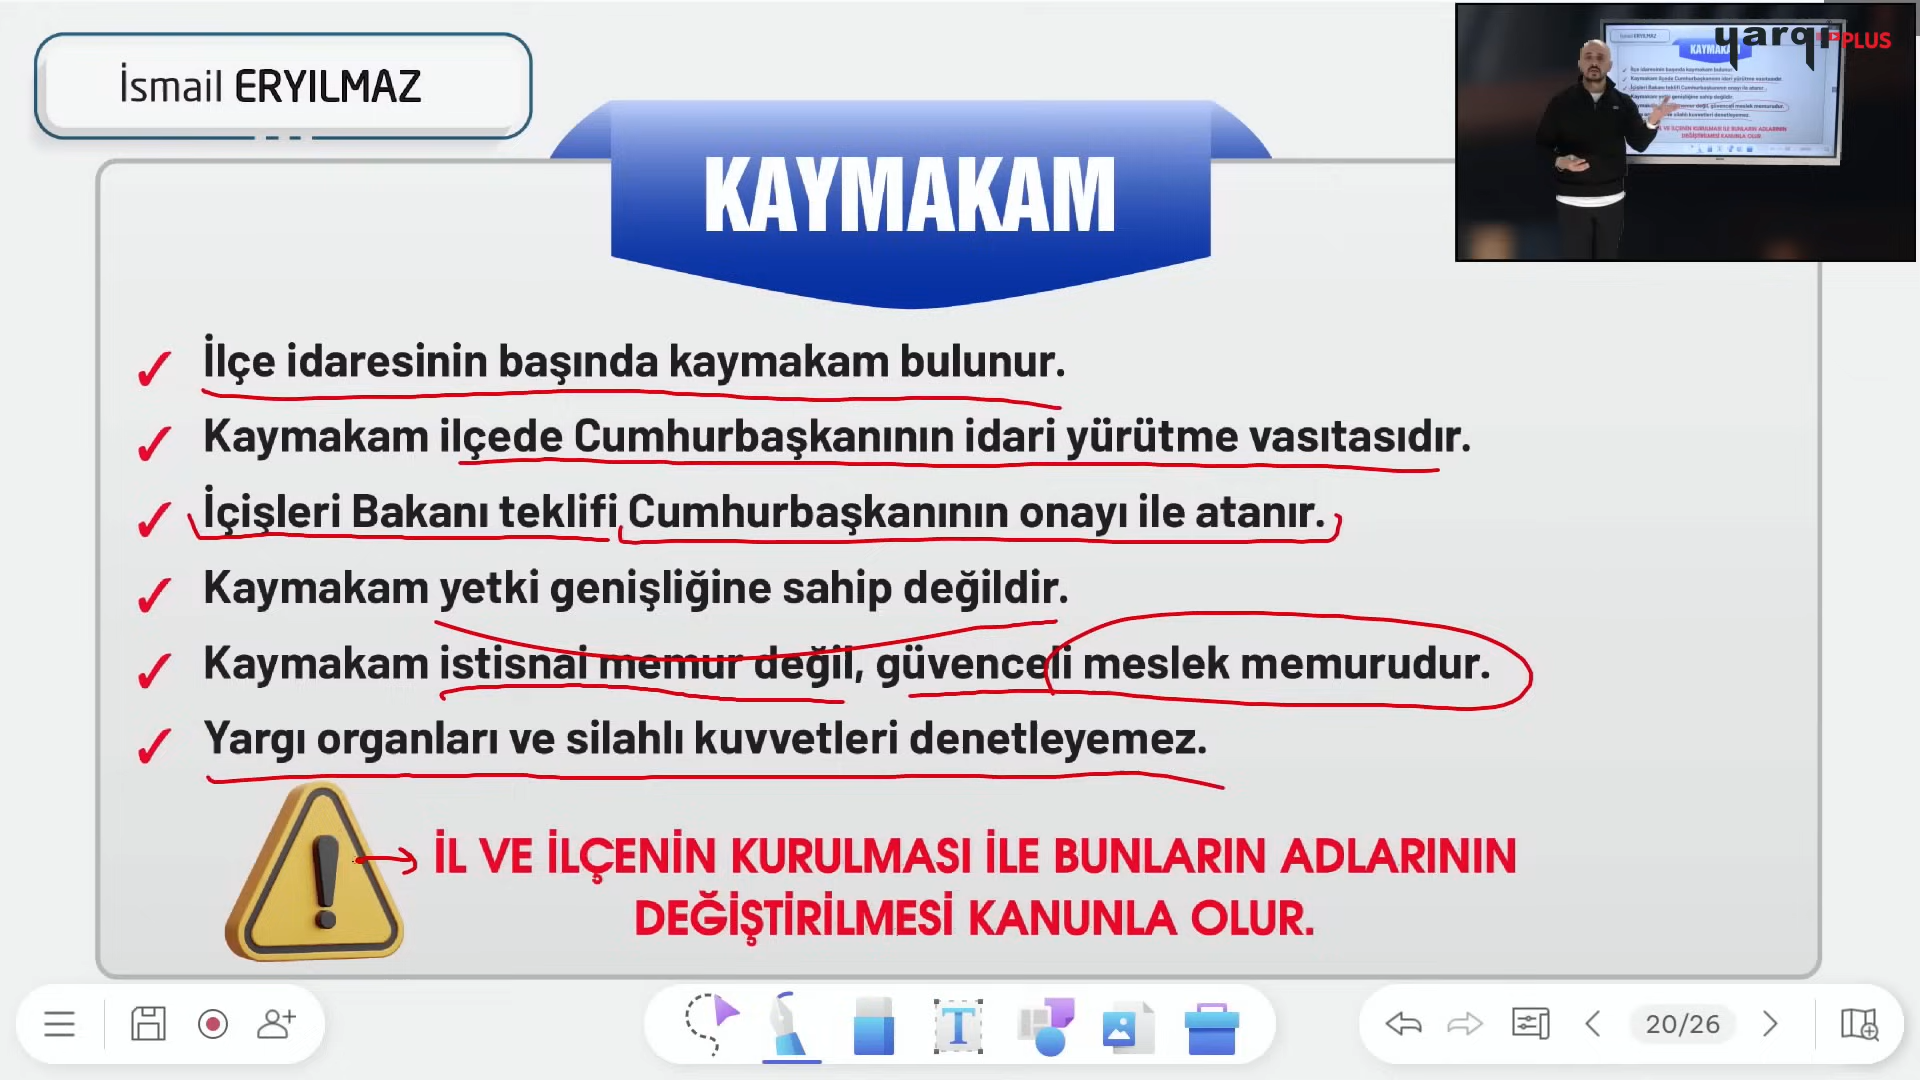 İsmail ERYILMAZ
yargı PLUS
KAYMAKAM
✓ İlçe idaresinin başında kaymakam bulunur.
✓ Kaymakam ilçede Cumhurbaşkanının idari yürütme vasıtasıdır.
✓ İçişleri Bakanı teklifi Cumhurbaşkanının onayı ile atanır.
✓ Kaymakam yetki genişliğine sahip değildir.
✓ Kaymakam istisnai memur değil, güvenceli meslek memurudur.
✓ Yargı organları ve silahlı kuvvetleri denetleyemez.
İL VE İLÇENİN KURULMASI İLE BUNLARIN ADLARININ
DEĞİŞTİRİLMESİ KANUNLA OLUR.
20/26